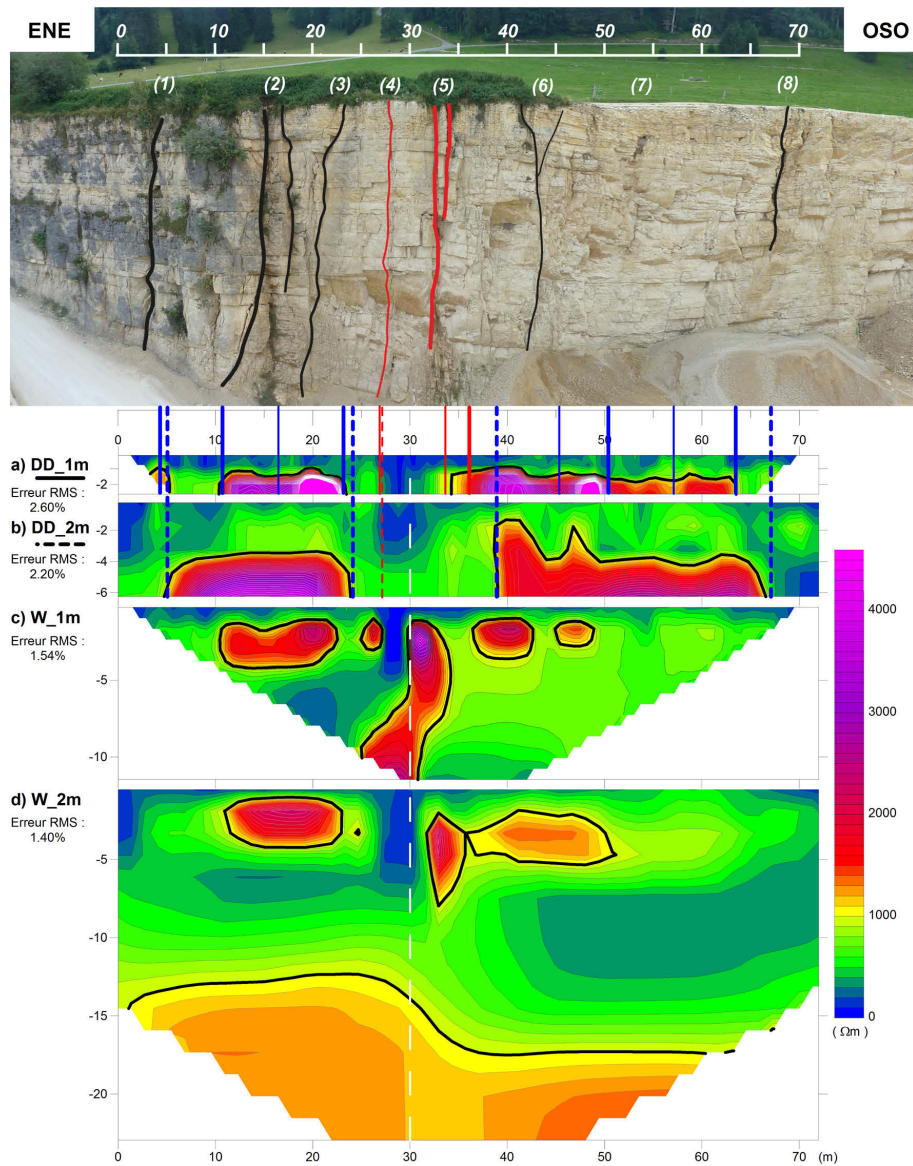 ENE 0 10 20 30 40 50 60 70 OSO
(1) (2) (3) (4) (5) (6) (7) (8)
0 10 20 30 40 50 60 70
a) DD_1m
-2
Erreur RMS :
2.60%
b) DD_2m
-2
Erreur RMS :
2.20%
-4
-6
c) W_1m
Erreur RMS :
1.54%
-5
-10
d) W_2m
Erreur RMS :
1.40%
-5
-10
-15
-20
0 10 20 30 40 50 60 (m) 70
4000
3000
2000
1000
0
( Ωm )